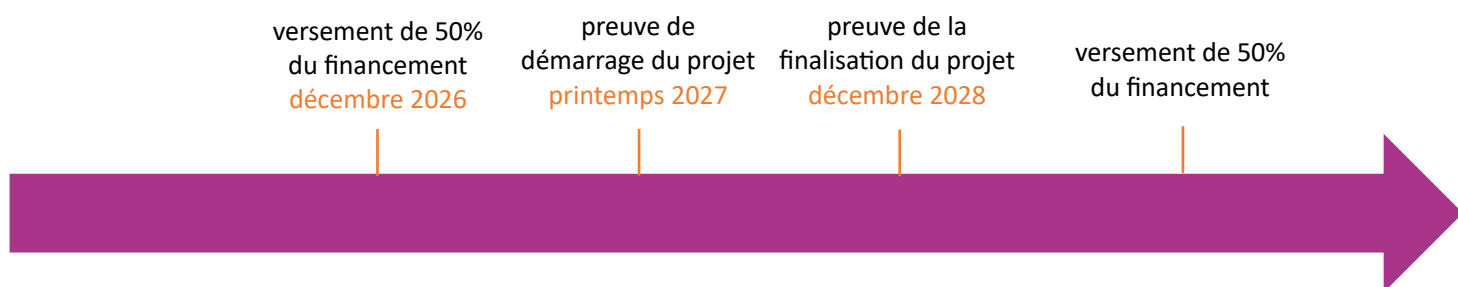 versement de 50%
du financement
décembre 2026
preuve de
démarrage du projet
printemps 2027
preuve de la
finalisation du projet
décembre 2028
versement de 50%
du financement